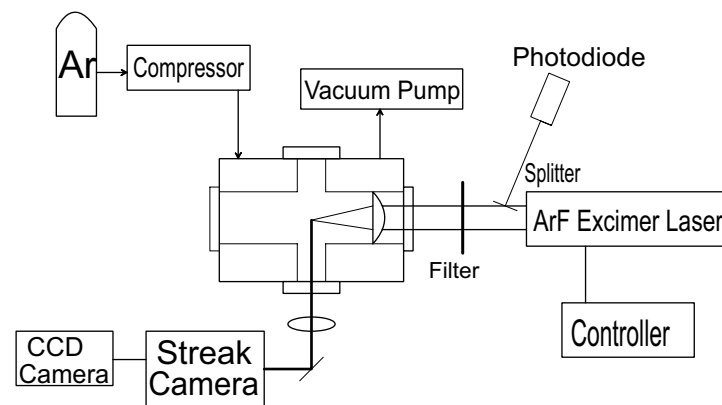 Ar
Compressor
Vacuum Pump
Photodiode
Splitter
ArF Excimer Laser
Filter
Controller
CCD
Camera
Streak
Camera